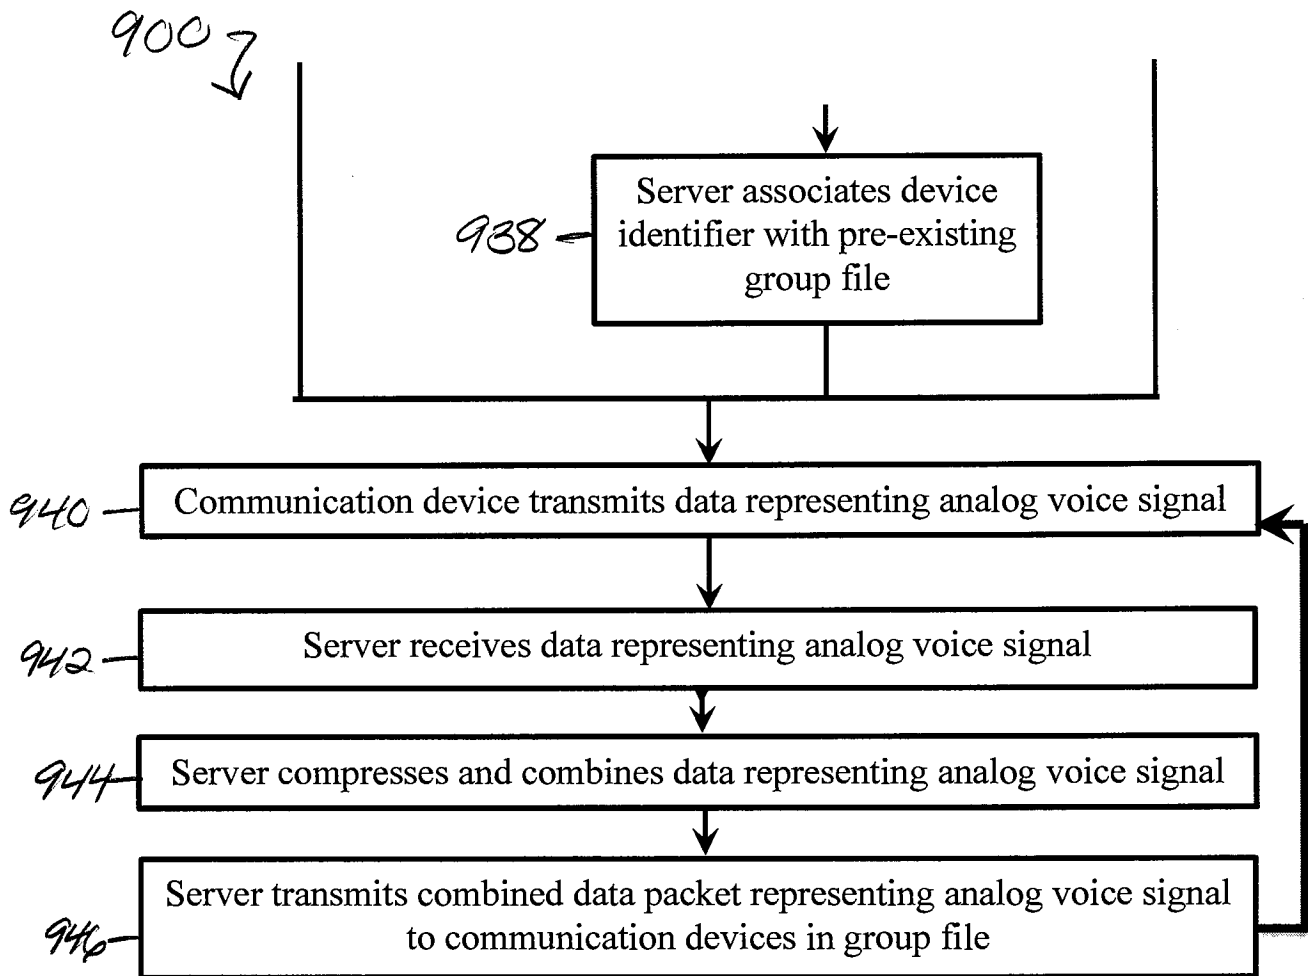 900
Server associates device
938
identifier with pre-existing
group file
940
Communication device transmits data representing analog voice signal
942
Server receives data representing analog voice signal
944
Server compresses and combines data representing analog voice signal
946
Server transmits combined data packet representing analog voice signal
to communication devices in group file